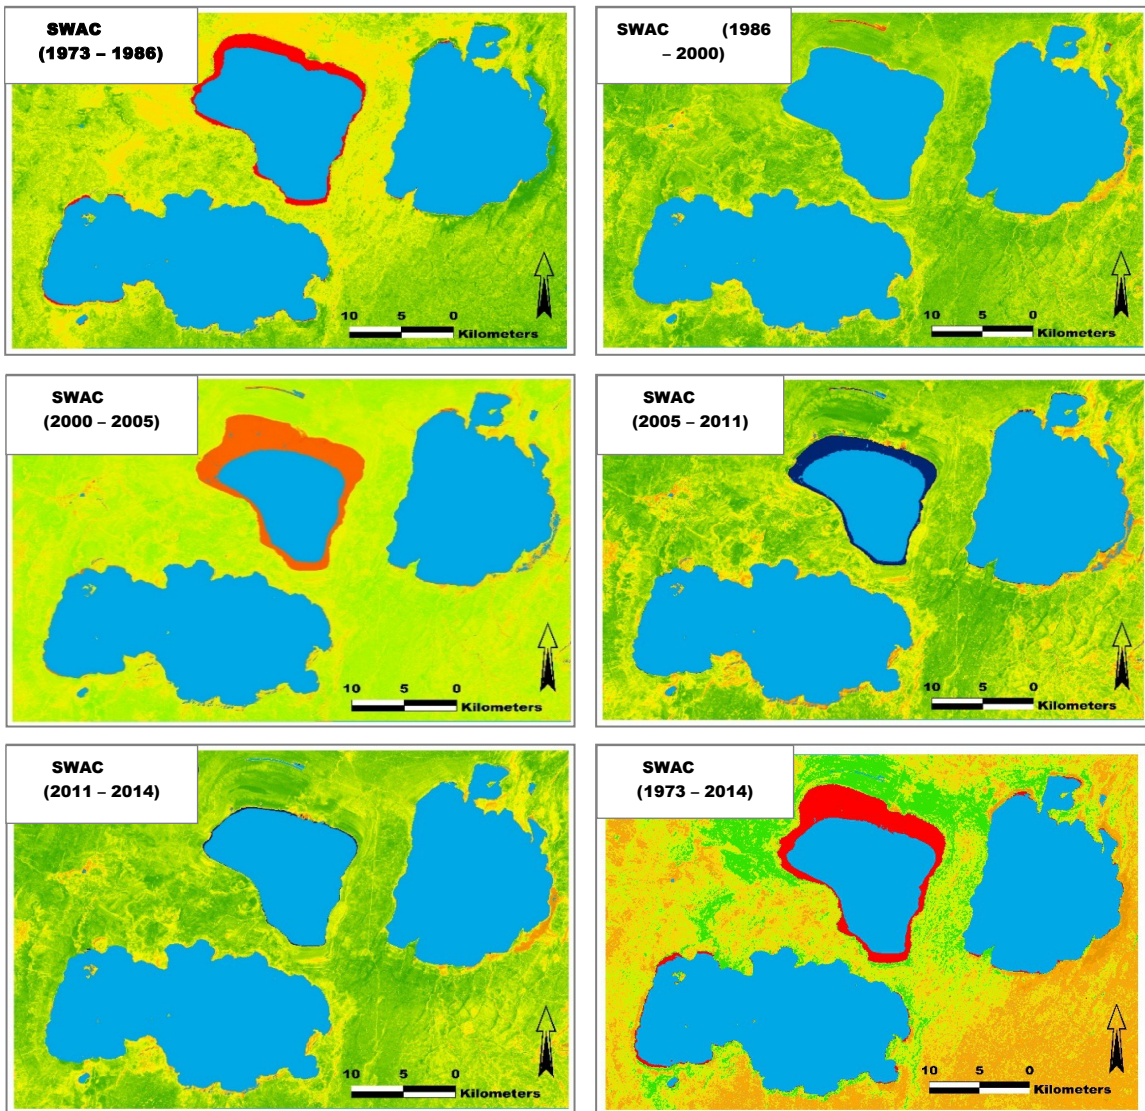 SWAC
(1973 – 1986)
10 5 0
Kilometers
SWAC (1986
– 2000)
10 5 0
Kilometers
SWAC
(2000 – 2005)
10 5 0
Kilometers
SWAC
(2005 – 2011)
10 5 0
Kilometers
SWAC
(2011 – 2014)
10 5 0
Kilometers
SWAC
(1973 – 2014)
10 5 0
Kilometers